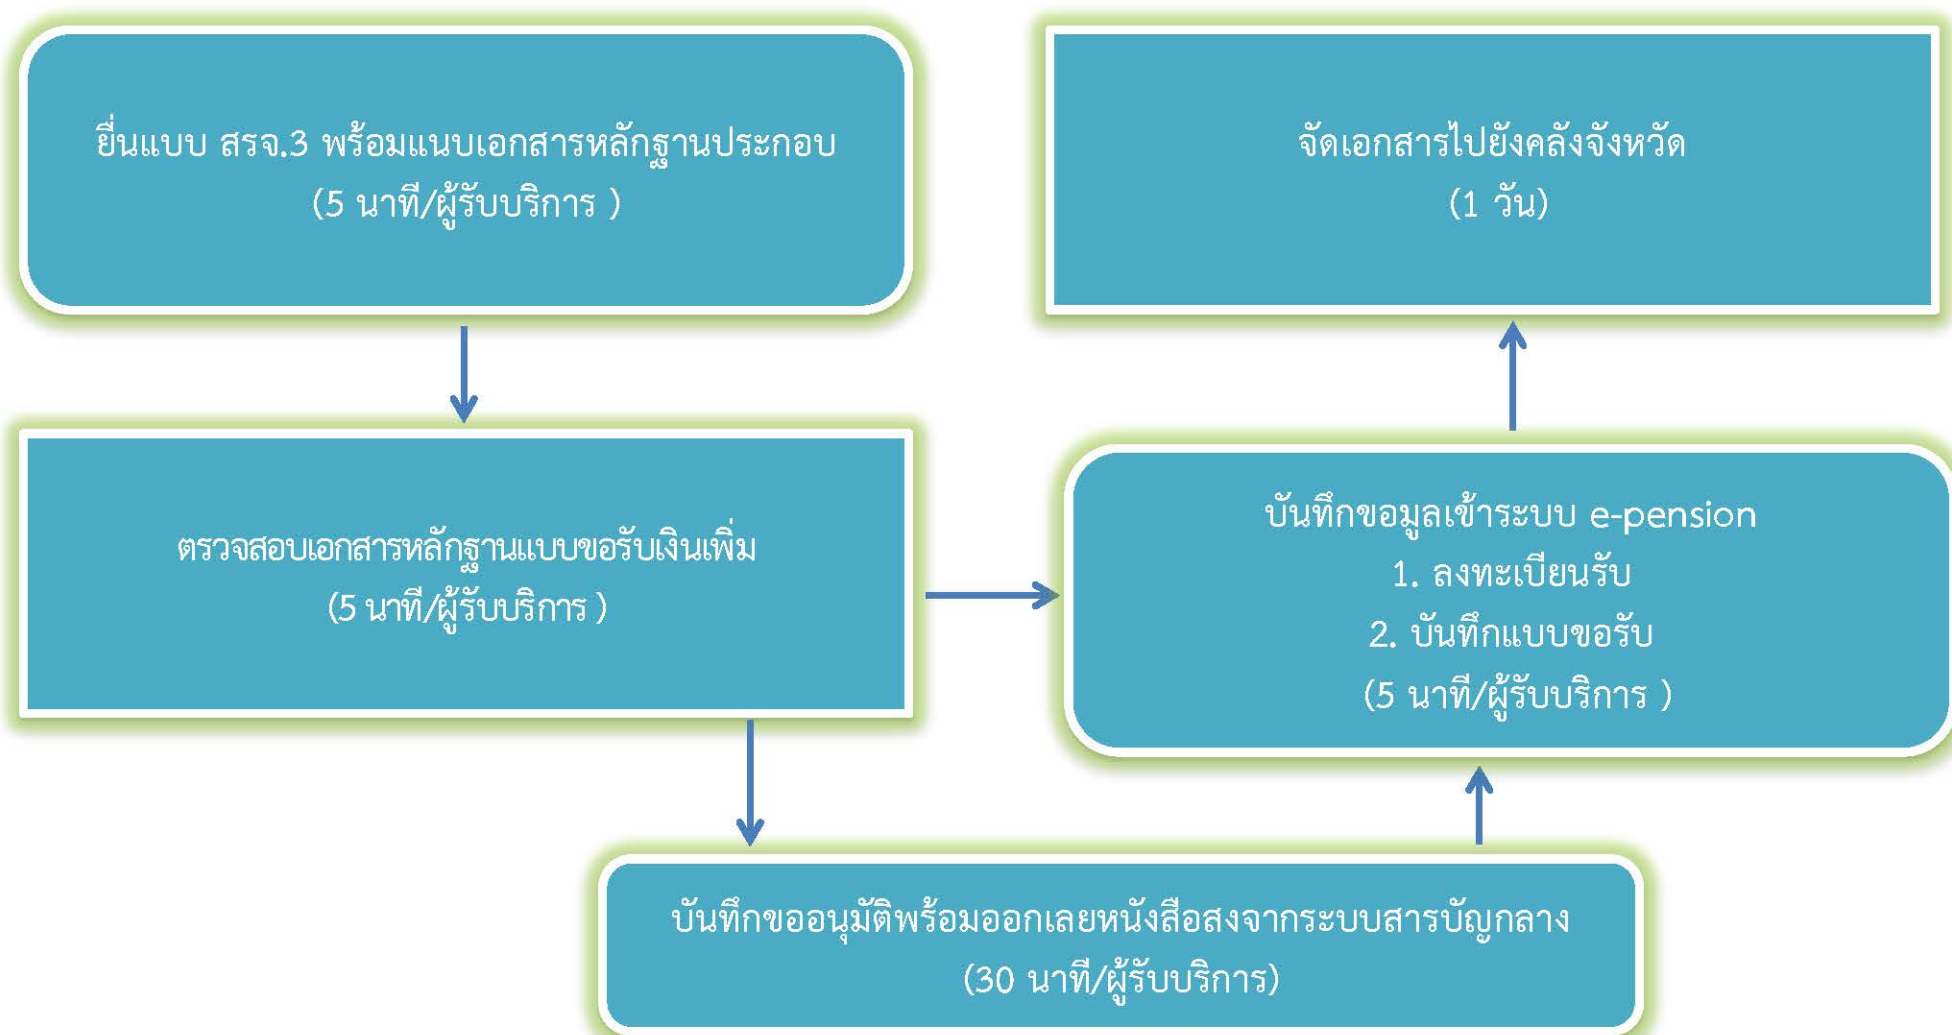 ยื่นแบบ สรจ.3 พร้อมแนบเอกสารหลักฐานประกอบ
(5 นาที/ผู้รับบริการ )
ตรวจสอบเอกสารหลักฐานแบบขอรับเงินเพิ่ม
(5 นาที/ผู้รับบริการ )
บันทึกขออนุมัติพร้อมออกเลยหนังสือสงจากระบบสารบัญกลาง
(30 นาที/ผู้รับบริการ)
บันทึกขอมูลเข้าระบบ e-pension
1. ลงทะเบียนรับ
2. บันทึกแบบขอรับ
(5 นาที/ผู้รับบริการ )
จัดเอกสารไปยังคลังจังหวัด
(1 วัน)